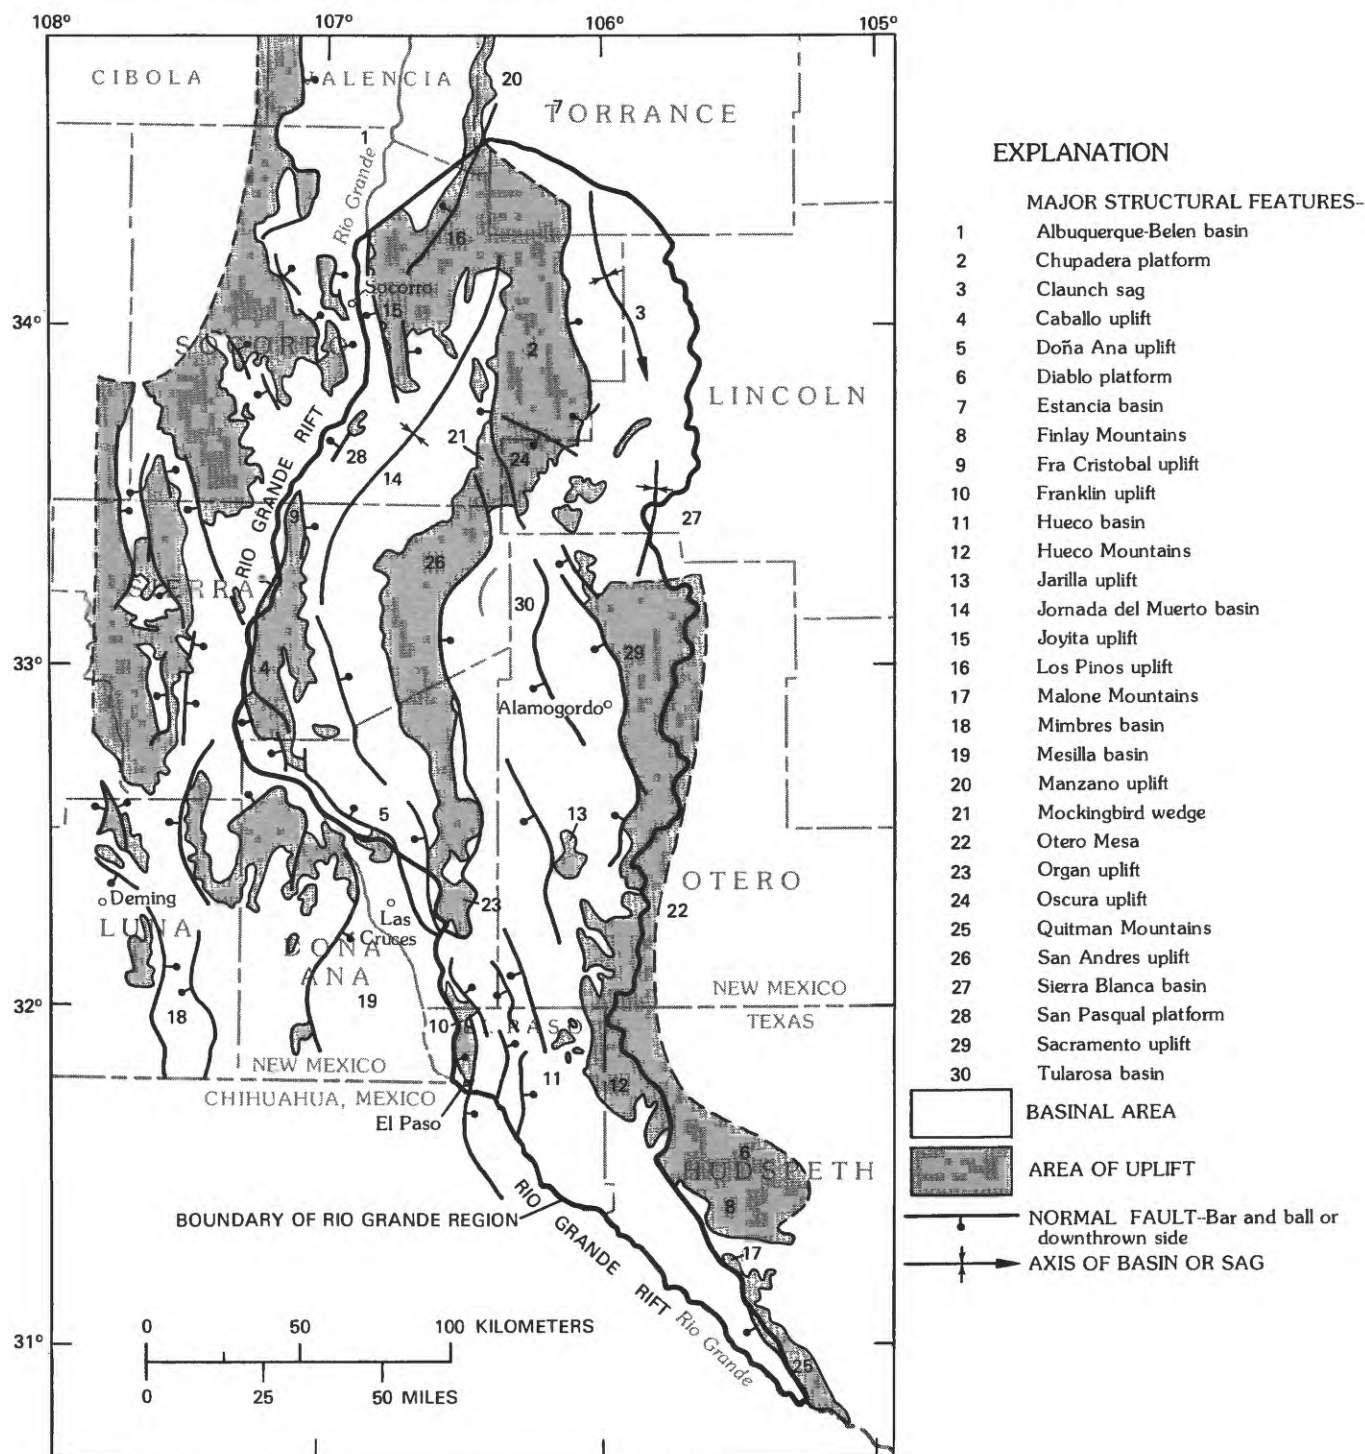 108° 107° 106° 105°
CIBOLA VALENCIA 20
7
TORRANCE
1
Rio Grande
16
Socorro
15
3
34°
SOCORRO
LINCOLN
RIO GRANDE RIFT
28
21
24
14
9
27
26
SIERRA
30
33°
4
29
Alamogordo
5
13
OTERO
Deming
Las
Cruces
23
22
LUNA
DONA
ANA
19
NEW MEXICO
32°
TEXAS
18
10 EL PASO
NEW MEXICO
11
12
CHIHUAHUA, MEXICO
El Paso
6
HUDSPETH
8
BOUNDARY OF RIO GRANDE REGION
RIO GRANDE RIFT
17
Rio Grande
0 50 100 KILOMETERS
31°
25
0 25 50 MILES
EXPLANATION
MAJOR STRUCTURAL FEATURES-
1 Albuquerque-Belen basin
2 Chupadera platform
3 Claunch sag
4 Caballo uplift
5 Doña Ana uplift
6 Diablo platform
7 Estancia basin
8 Finlay Mountains
9 Fra Cristobal uplift
10 Franklin uplift
11 Hueco basin
12 Hueco Mountains
13 Jarilla uplift
14 Jornada del Muerto basin
15 Joyita uplift
16 Los Pinos uplift
17 Malone Mountains
18 Mimbres basin
19 Mesilla basin
20 Manzano uplift
21 Mockingbird wedge
22 Otero Mesa
23 Organ uplift
24 Oscura uplift
25 Quitman Mountains
26 San Andres uplift
27 Sierra Blanca basin
28 San Pasqual platform
29 Sacramento uplift
30 Tularosa basin
BASINAL AREA
AREA OF UPLIFT
NORMAL FAULT--Bar and ball or
downthrown side
AXIS OF BASIN OR SAG